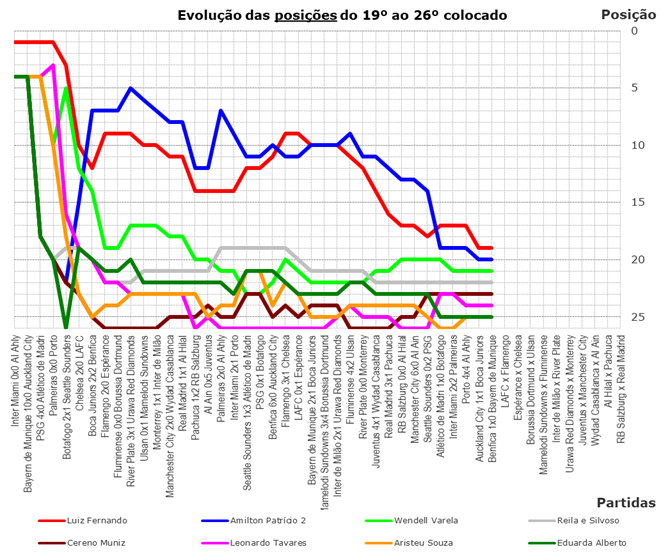 Evolução das posições do 19º ao 26º colocado
Posição
0
5
10
15
20
25
Inter Miami 0x0 Al Ahly
Bayern de Munique 10x0 Auckland City
PSG 4x0 Atlético de Madri
Palmeiras 0x0 Porto
Botafogo 2x1 Seattle Sounders
Chelsea 2x0 LAFC
Boca Juniors 2x2 Benfica
Flamengo 2x0 Espérance
Fluminense 0x0 Borussia Dortmund
River Plate 3x1 Urawa Red Diamonds
Ulsan 0x1 Mamelodi Sundowns
Monterrey 1x1 Inter de Milão
Manchester City 2x0 Wydad Casablanca
Real Madrid 1x1 Al Hilal
Pachuca 1x2 RB Salzburg
Al Ain 0x5 Juventus
Palmeiras 2x0 Al Ahly
Inter Miami 2x1 Porto
Seattle Sounders 1x3 Atlético de Madri
PSG 0x1 Botafogo
Benfica 6x0 Auckland City
Flamengo 3x1 Chelsea
LAFC 0x1 Espérance
Bayern de Munique 2x1 Boca Juniors
Mamelodi Sundowns 3x4 Borussia Dortmund
Inter de Milão 2x1 Urawa Red Diamonds
Fluminense 4x2 Ulsan
River Plate 0x0 Monterrey
Juventus 4x1 Wydad Casablanca
Real Madrid 3x1 Pachuca
RB Salzburg 0x0 Al Hilal
Manchester City 6x0 Al Ain
Seattle Sounders 0x2 PSG
Atlético de Madri 1x0 Botafogo
Inter Miami 2x2 Palmeiras
Porto 4x4 Al Ahly
Auckland City 1x1 Boca Juniors
Benfica 1x0 Bayern de Munique
LAFC x Flamengo
Espérance x Chelsea
Borussia Dortmund x Ulsan
Mamelodi Sundowns x Fluminense
Inter de Milão x River Plate
Urawa Red Diamonds x Monterrey
Juventus x Manchester City
Wydad Casablanca x Al Ain
Al Hilal x Pachuca
RB Salzburg x Real Madrid
Partidas
Luiz Fernando
Amilton Patrício 2
Wendell Varela
Reila e Silvoso
Cereno Muniz
Leonardo Tavares
Aristeu Souza
Eduarda Alberto